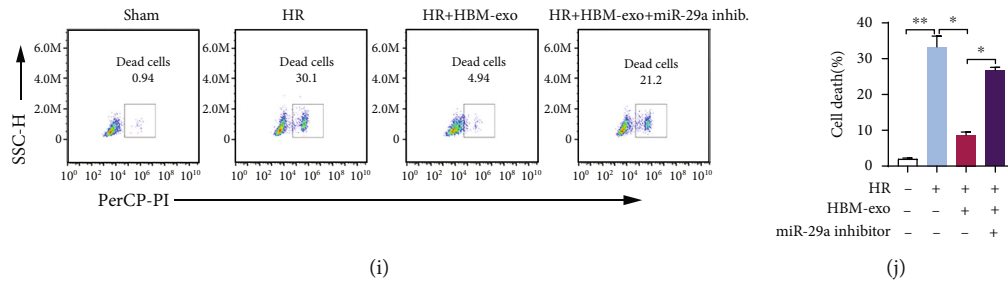 Sham
HR
HR+HBM-exo
HR+HBM-exo+miR-29a inhib.
SSC-H
6.0M
4.0M
2.0M
0
Dead cells
0.94
10⁰ 10² 10⁴ 10⁶ 10⁸ 10¹⁰
6.0M
4.0M
2.0M
0
Dead cells
30.1
10⁰ 10² 10⁴ 10⁶ 10⁸ 10¹⁰
6.0M
4.0M
2.0M
0
Dead cells
4.94
10⁰ 10² 10⁴ 10⁶ 10⁸ 10¹⁰
6.0M
4.0M
2.0M
0
Dead cells
21.2
10⁰ 10² 10⁴ 10⁶ 10⁸ 10¹⁰
PerCP-PI
(i)
Cell death(%)
40
30
20
10
0
** *
*
HR – + + +
HBM-exo – – + +
miR-29a inhibitor – – – +
(j)